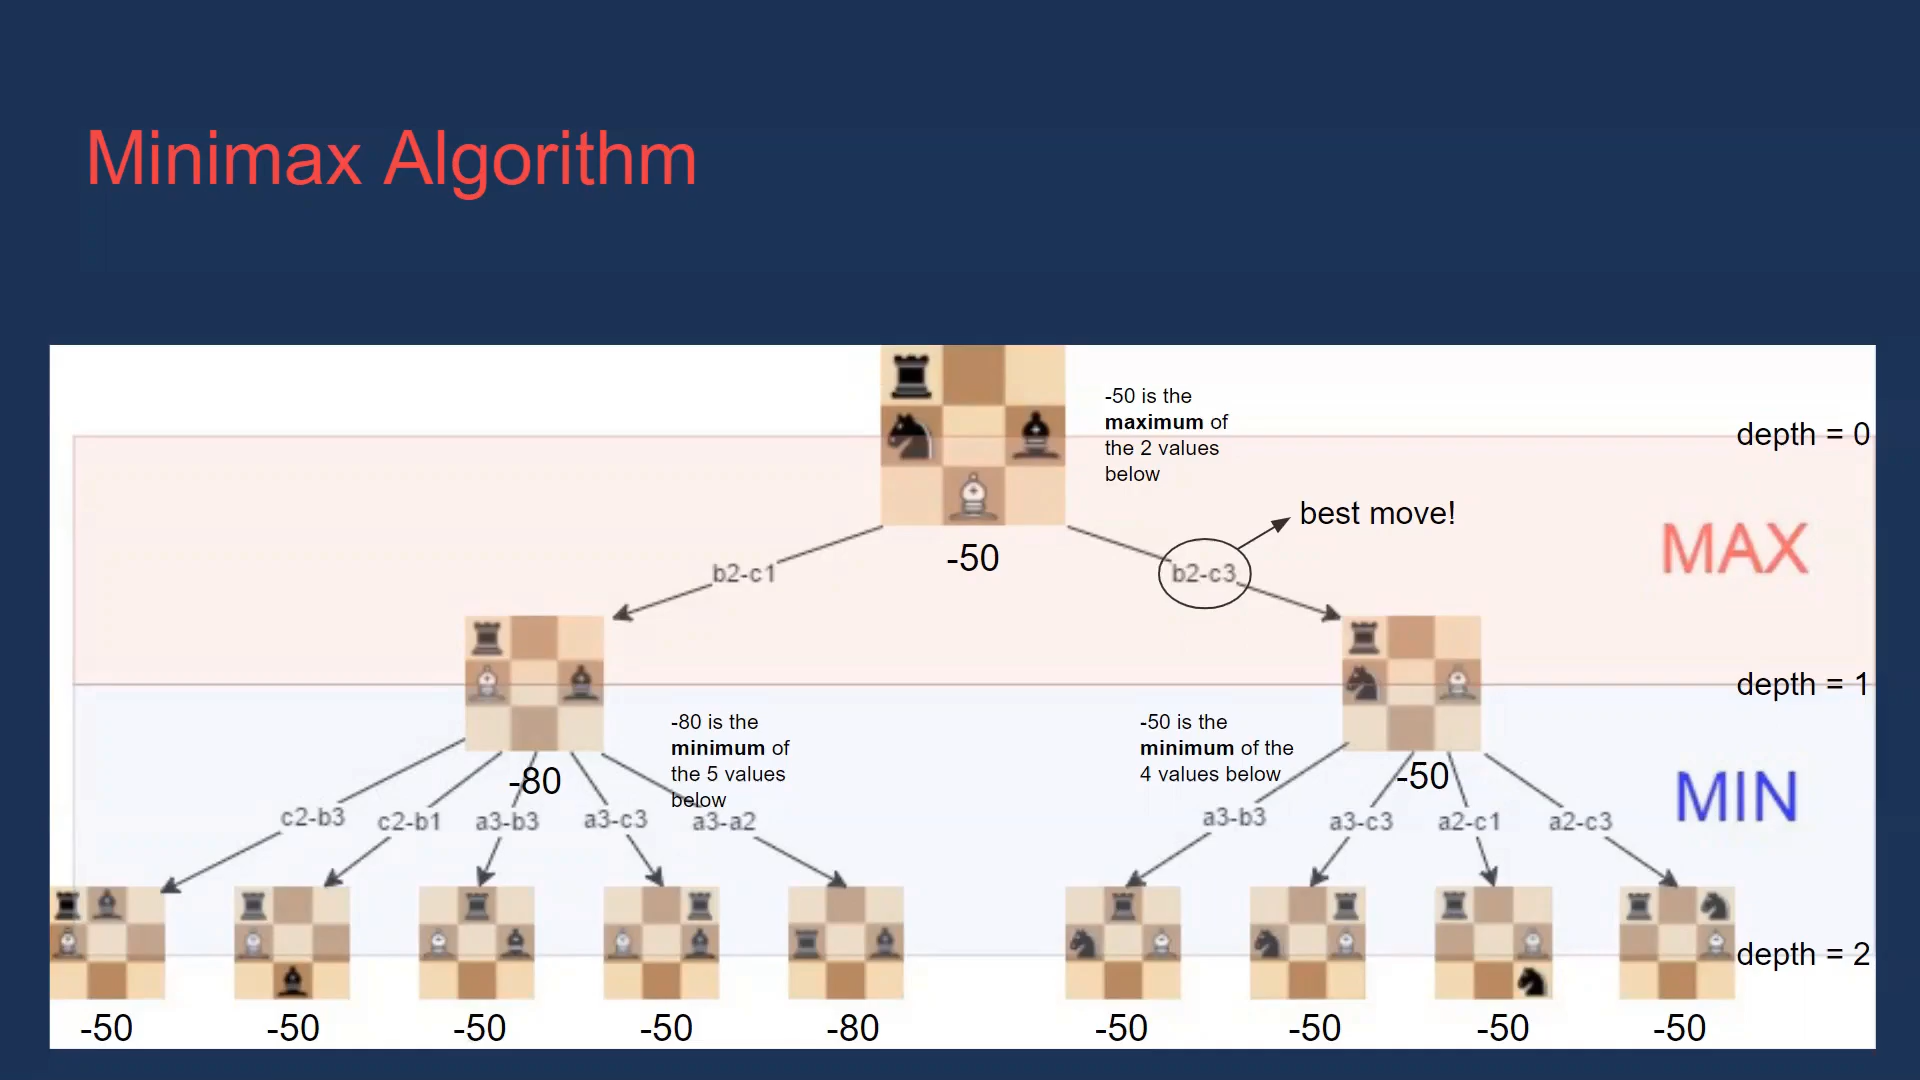 Minimax Algorithm
-50 is the
maximum of
the 2 values
below
depth = 0
best move!
MAX
-50
b2-c1
b2-c3
depth = 1
-80 is the
minimum of
the 5 values
below
-50 is the
minimum of the
4 values below
-80
-50
MIN
c2-b3
c2-b1
a3-b3
a3-c3
a3-a2
a3-b3
a3-c3
a2-c1
a2-c3
depth = 2
-50
-50
-50
-50
-80
-50
-50
-50
-50